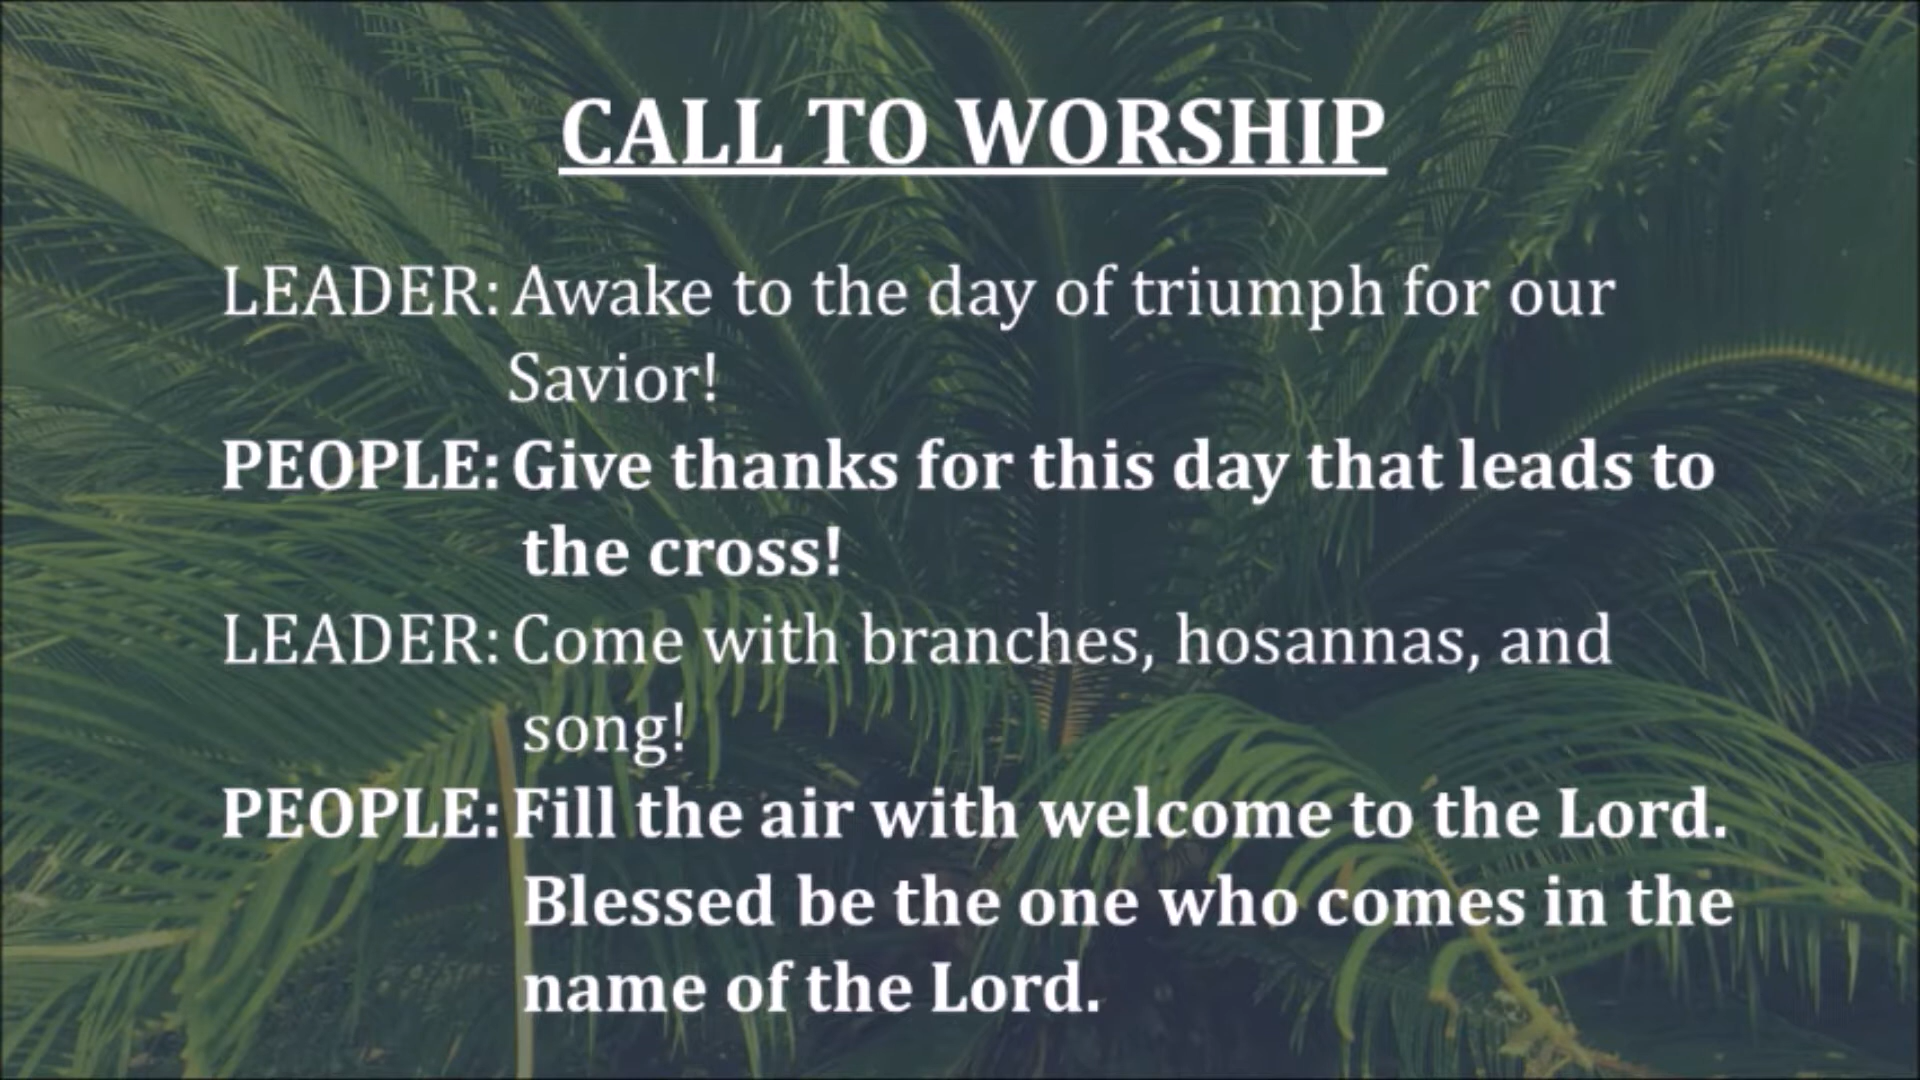 CALL TO WORSHIP
LEADER: Awake to the day of triumph for our
Savior!
PEOPLE: Give thanks for this day that leads to
the cross!
LEADER: Come with branches, hosannas, and
song!
PEOPLE: Fill the air with welcome to the Lord.
Blessed be the one who comes in the
name of the Lord.